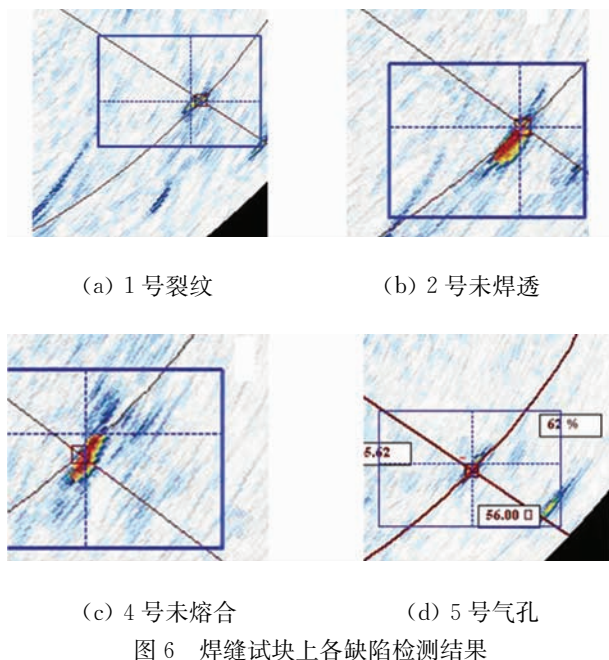 (a) 1号裂纹
(b) 2号未焊透
62 %
5.62
56.00 
(c) 4号未熔合
(d) 5号气孔
图 6 焊缝试块上各缺陷检测结果